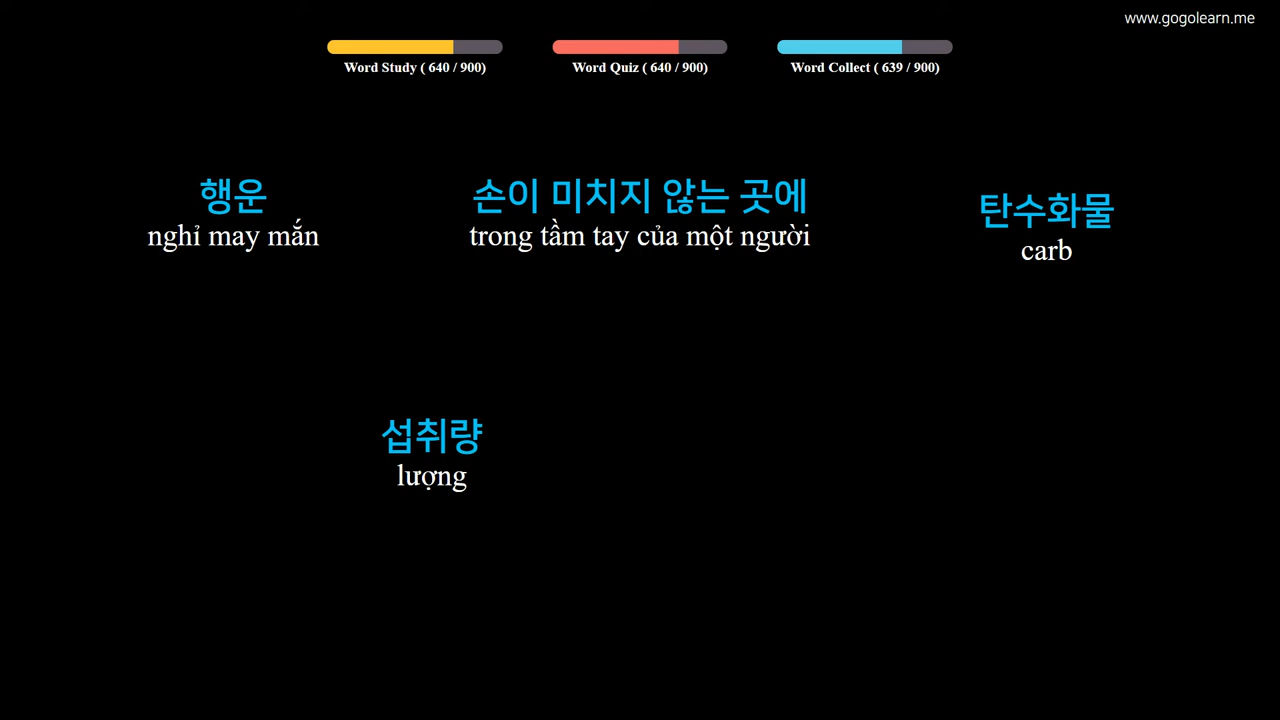 www.gogolearn.me
Word Study ( 640 / 900)
Word Quiz ( 640 / 900)
Word Collect ( 639 / 900)
행운
nghỉ may mắn
손이 미치지 않는 곳에
trong tầm tay của một người
탄수화물
carb
섭취량
lượng